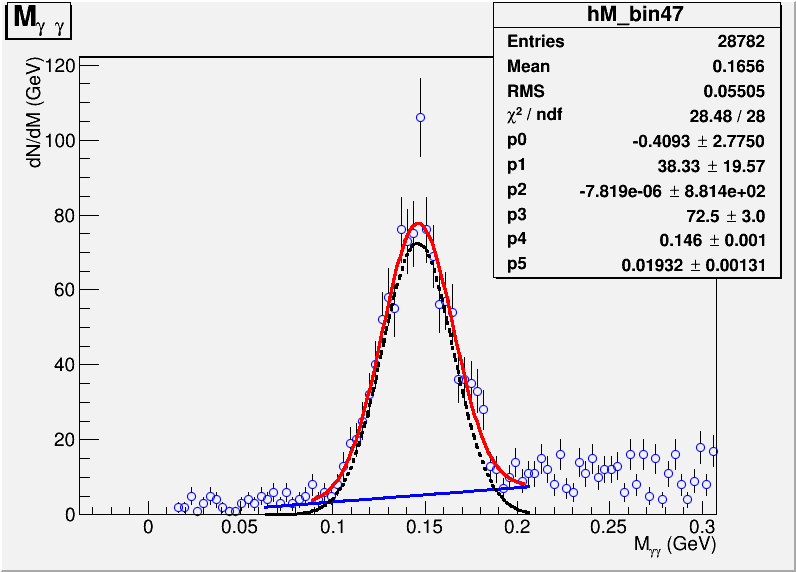 M γ γ
hM_bin47
Entries 28782
Mean 0.1656
RMS 0.05505
χ² / ndf 28.48 / 28
p0 -0.4093 ± 2.7750
p1 38.33 ± 19.57
p2 -7.819e-06 ± 8.814e+02
p3 72.5 ± 3.0
p4 0.146 ± 0.001
p5 0.01932 ± 0.00131
dN/dM (GeV)
120
100
80
60
40
20
0
0 0.05 0.1 0.15 0.2 0.25 0.3
Mγγ (GeV)